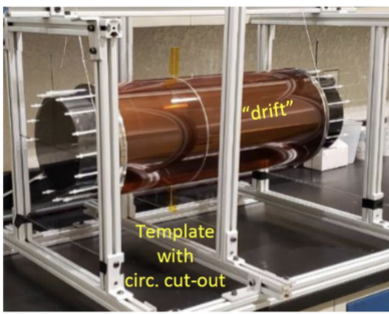 "drift"
Template
with
circ. cut-out